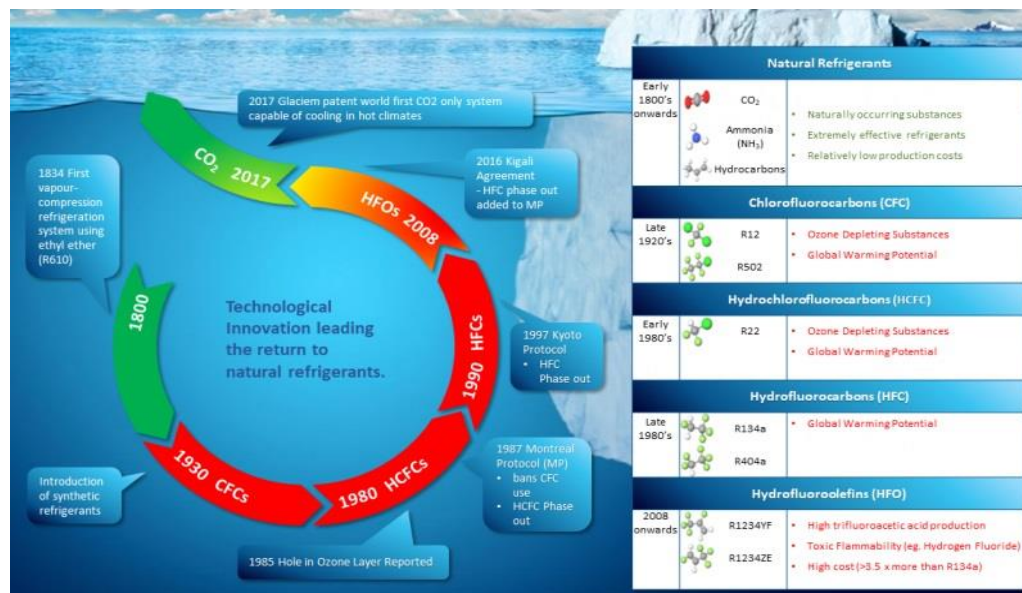 2017 Glaciem patent world first CO2 only system
capable of cooling in hot climates
CO₂ 2017
2016 Kigali
Agreement
- HFC phase out
added to MP
HFOs 2008
1834 First
vapour-
compression
refrigeration
system using
ethyl ether
(R610)
1800
Technological
Innovation leading
the return to
natural refrigerants.
1990 HFCs
1997 Kyoto
Protocol
• HFC
Phase out
1987 Montreal
Protocol (MP)
• bans CFC
use
• HCFC Phase
out
Introduction
of synthetic
refrigerants
1930 CFCs
1980 HCFCs
1985 Hole in Ozone Layer Reported
Natural Refrigerants
Early
1800's
onwards
CO₂
Ammonia
(NH₃)
Hydrocarbons
• Naturally occurring substances
• Extremely effective refrigerants
• Relatively low production costs
Chlorofluorocarbons (CFC)
Late
1920's
R12
R502
• Ozone Depleting Substances
• Global Warming Potential
Hydrochlorofluorocarbons (HCFC)
Early
1980's
R22
• Ozone Depleting Substances
• Global Warming Potential
Hydrofluorocarbons (HFC)
Late
1980's
R134a
R404a
• Global Warming Potential
Hydrofluoroolefins (HFO)
2008
onwards
R1234YF
R1234ZE
• High trifluoroacetic acid production
• Toxic Flammability (eg. Hydrogen Fluoride)
• High cost (>3.5 x more than R134a)